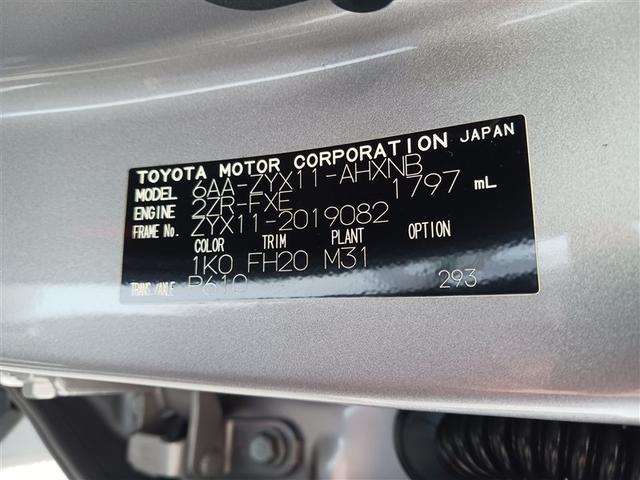 TOYOTA MOTOR CORPORATION JAPAN
MODEL 6AA-ZYX11-AHXNB
ENGINE 2ZR-FXE 1797 mL
FRAME No. ZYX11-2019082
COLOR TRIM PLANT OPTION
1K0 FH20 M31
TRANS./AXLE P610 293